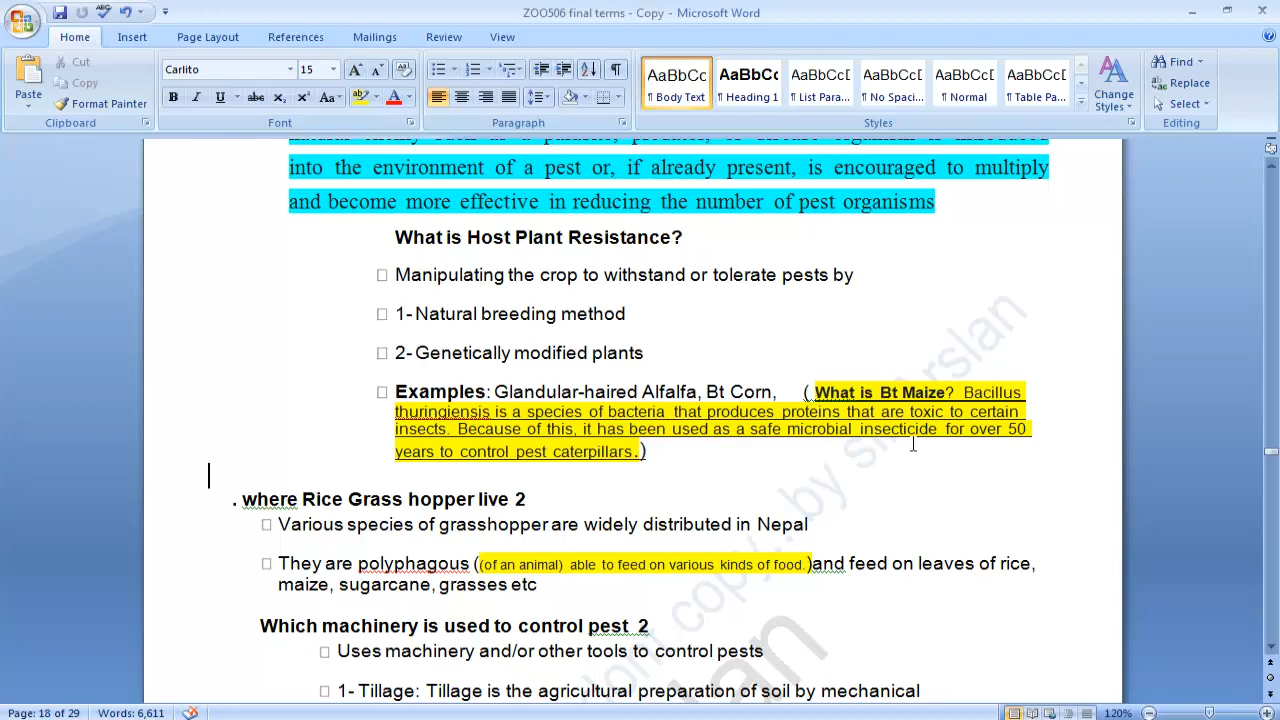 ZOO506 final terms - Copy - Microsoft Word
Home Insert Page Layout References Mailings Review View
Paste Cut Copy Format Painter Clipboard
Carlito 15 Font
Paragraph
AaBbCc ¶ Body Text AaBbCc ¶ Heading 1 AaBbCcD ¶ List Para... AaBbCcD ¶ No Spaci... AaBbCcD ¶ Normal AaBbCcD ¶ Table Pa... Change Styles Styles
Find Replace Select Editing
into the environment of a pest or, if already present, is encouraged to multiply
and become more effective in reducing the number of pest organisms
What is Host Plant Resistance?
Manipulating the crop to withstand or tolerate pests by
1- Natural breeding method
2- Genetically modified plants
Examples: Glandular-haired Alfalfa, Bt Corn, ( What is Bt Maize? Bacillus
thuringiensis is a species of bacteria that produces proteins that are toxic to certain
insects. Because of this, it has been used as a safe microbial insecticide for over 50
years to control pest caterpillars.)
. where Rice Grass hopper live 2
Various species of grasshopper are widely distributed in Nepal
They are polyphagous ((of an animal) able to feed on various kinds of food.)and feed on leaves of rice,
maize, sugarcane, grasses etc
Which machinery is used to control pest 2
Uses machinery and/or other tools to control pests
1- Tillage: Tillage is the agricultural preparation of soil by mechanical
Page: 18 of 29 Words: 6,611 120%